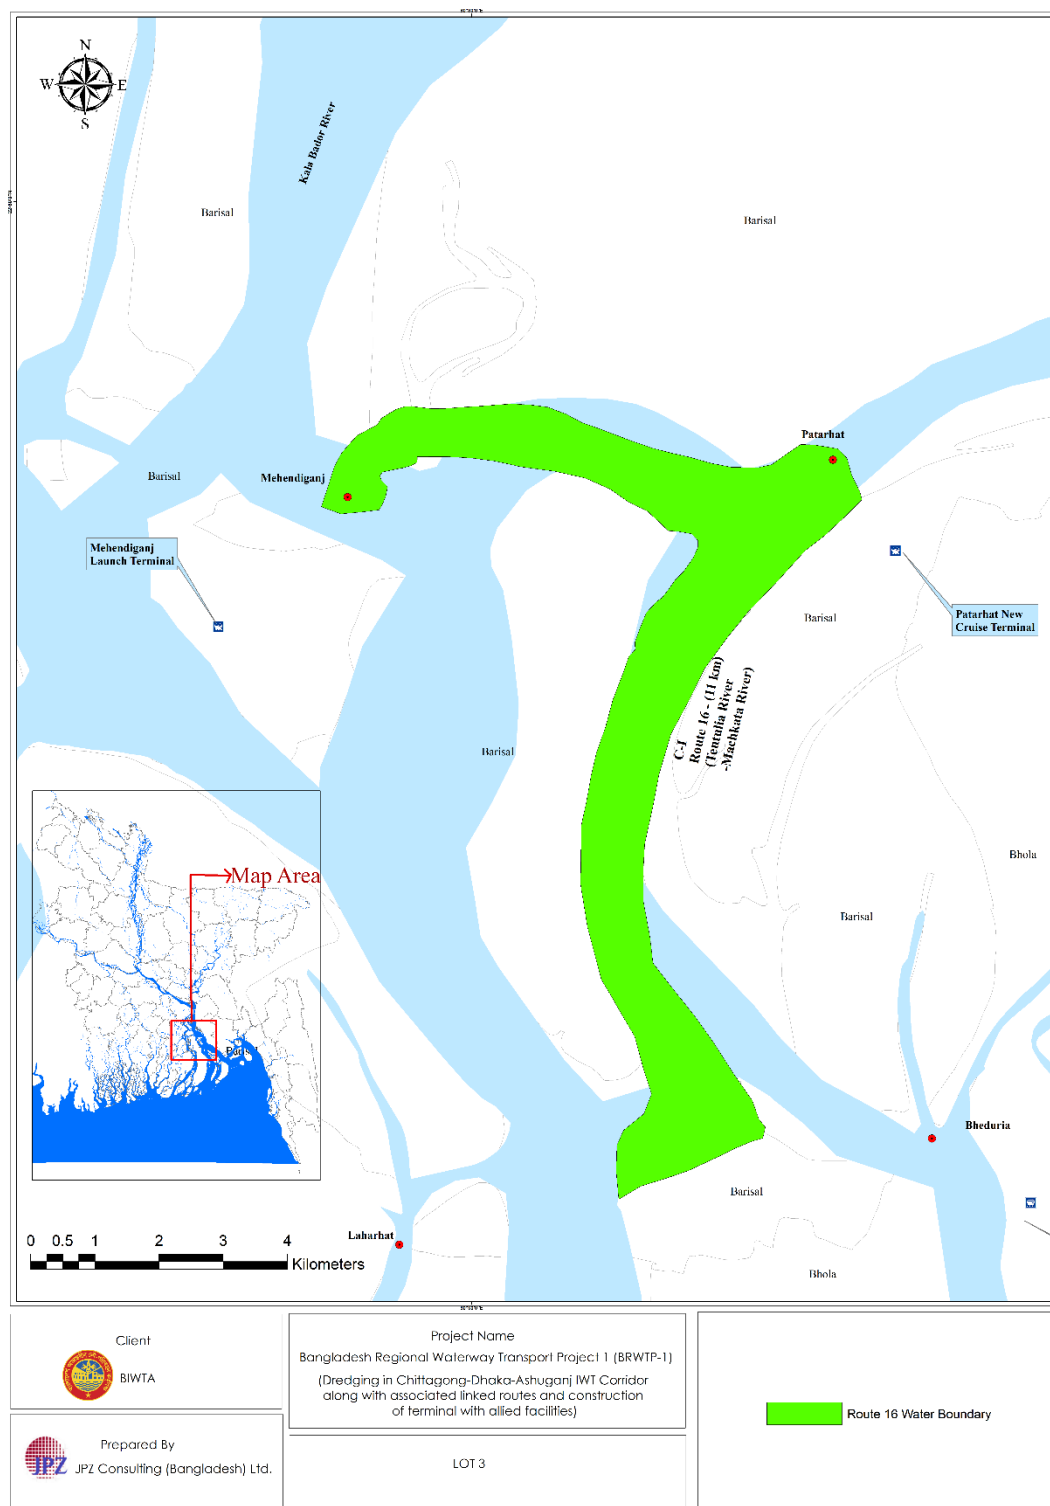 N
W
E
S
Kala Bador River
Barisal
Barisal
Patarhat
Mehendiganj
Barisal
Mehendiganj
Launch Terminal
Patarhat New
Cruise Terminal
Barisal
C-I
Route 16 - (11 km)
(Tentulia River
-Machkata River)
Barisal
Bhola
Map Area
Barisal
Bheduria
Barisal
Laharhat
Bhola
0 0.5 1 2 3 4
Kilometers
Client
BIWTA
Prepared By
JPZ
JPZ Consulting (Bangladesh) Ltd.
Project Name
Bangladesh Regional Waterway Transport Project 1 (BRWTP-1)
(Dredging in Chittagong-Dhaka-Ashuganj IWT Corridor
along with associated linked routes and construction
of terminal with allied facilities)
LOT 3
Route 16 Water Boundary